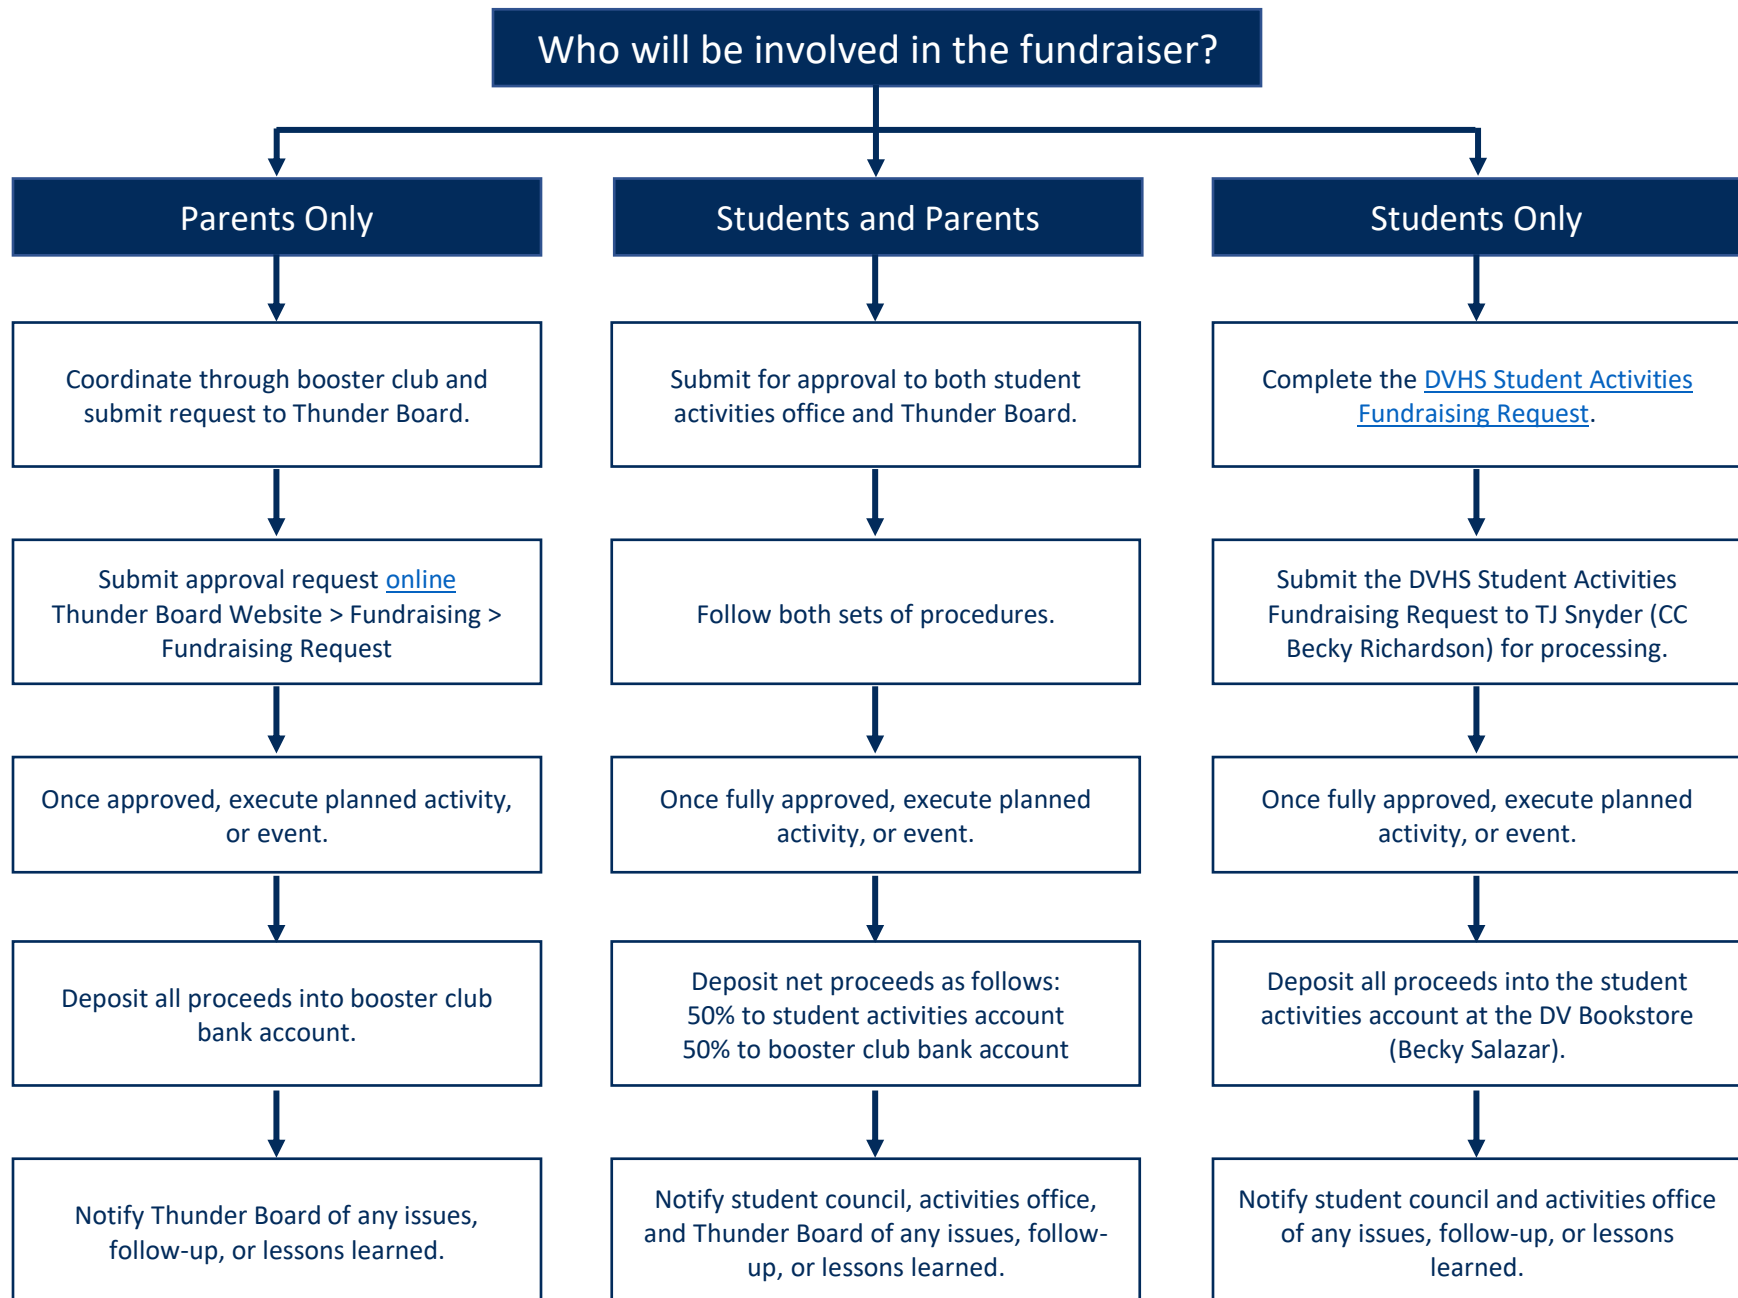 Who will be involved in the fundraiser?
Parents Only
Students and Parents
Students Only
Coordinate through booster club and
submit request to Thunder Board.
Submit for approval to both student
activities office and Thunder Board.
Complete the DVHS Student Activities
Fundraising Request.
Submit approval request online
Thunder Board Website > Fundraising >
Fundraising Request
Follow both sets of procedures.
Submit the DVHS Student Activities
Fundraising Request to TJ Snyder (CC
Becky Richardson) for processing.
Once approved, execute planned activity,
or event.
Once fully approved, execute planned
activity, or event.
Once fully approved, execute planned
activity, or event.
Deposit all proceeds into booster club
bank account.
Deposit net proceeds as follows:
50% to student activities account
50% to booster club bank account
Deposit all proceeds into the student
activities account at the DV Bookstore
(Becky Salazar).
Notify Thunder Board of any issues,
follow-up, or lessons learned.
Notify student council, activities office,
and Thunder Board of any issues, follow-
up, or lessons learned.
Notify student council and activities office
of any issues, follow-up, or lessons
learned.